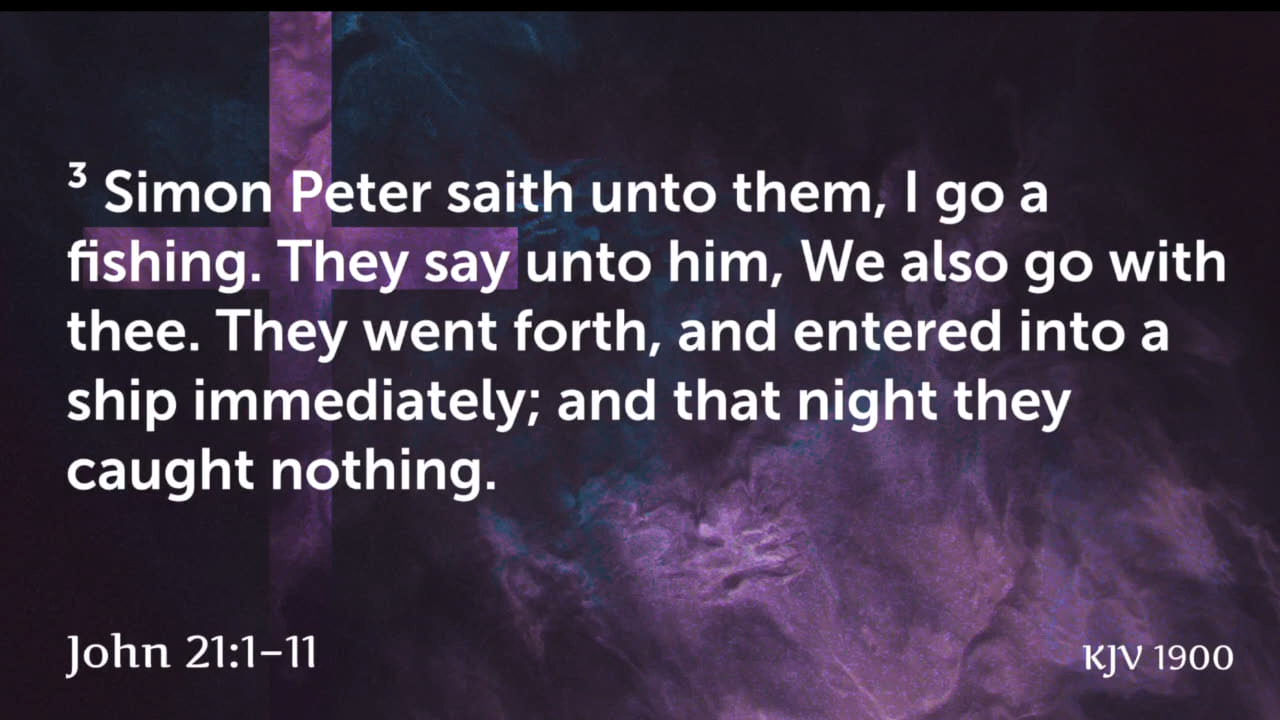 ³ Simon Peter saith unto them, I go a
fishing. They say unto him, We also go with
thee. They went forth, and entered into a
ship immediately; and that night they
caught nothing.
John 21:1–11
KJV 1900